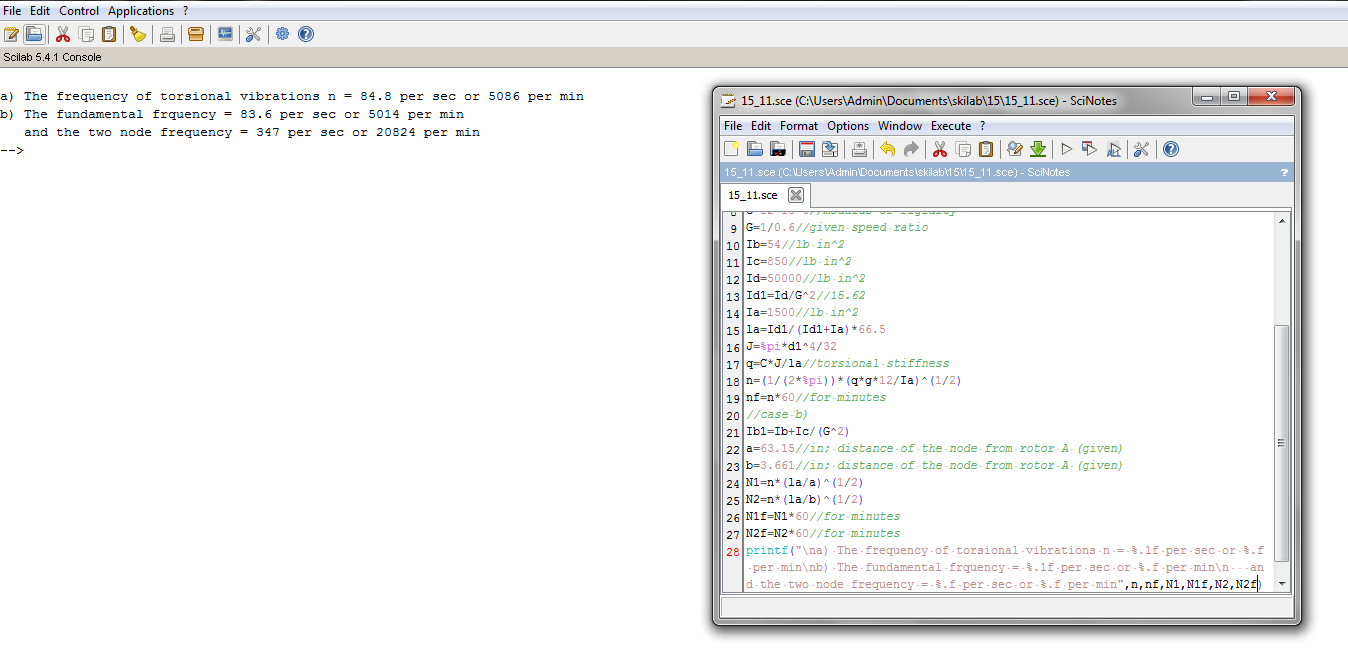 File Edit Control Applications ?
Scilab 5.4.1 Console
a) The frequency of torsional vibrations n = 84.8 per sec or 5086 per min
b) The fundamental frquency = 83.6 per sec or 5014 per min
and the two node frequency = 347 per sec or 20824 per min
-->
15_11.sce (C:\Users\Admin\Documents\skilab\15\15_11.sce) - SciNotes
File Edit Format Options Window Execute ?
15_11.sce (C:\Users\Admin\Documents\skilab\15\15_11.sce) - SciNotes ?
15_11.sce
9 G=1/0.6//given speed ratio
10 Ib=54//lb in^2
11 Ic=850//lb in^2
12 Id=50000//lb in^2
13 Id1=Id/G^2//15.62
14 Ia=1500//lb in^2
15 la=Id1/(Id1+Ia)*66.5
16 J=%pi*d1^4/32
17 q=C*J/la//torsional stiffness
18 n=(1/(2*%pi))*(q*g*12/Ia)^(1/2)
19 nf=n*60//for minutes
20 //case b)
21 Ib1=Ib+Ic/(G^2)
22 a=63.15//in; distance of the node from rotor A (given)
23 b=3.661//in; distance of the node from rotor A (given)
24 N1=n*(la/a)^(1/2)
25 N2=n*(la/b)^(1/2)
26 N1f=N1*60//for minutes
27 N2f=N2*60//for minutes
28 printf("\na) The frequency of torsional vibrations n = %.1f per sec or %.f
per min\nb) The fundamental frquency = %.1f per sec or %.f per min\n   an
d the two node frequency = %.f per sec or %.f per min",n,nf,N1,N1f,N2,N2f)